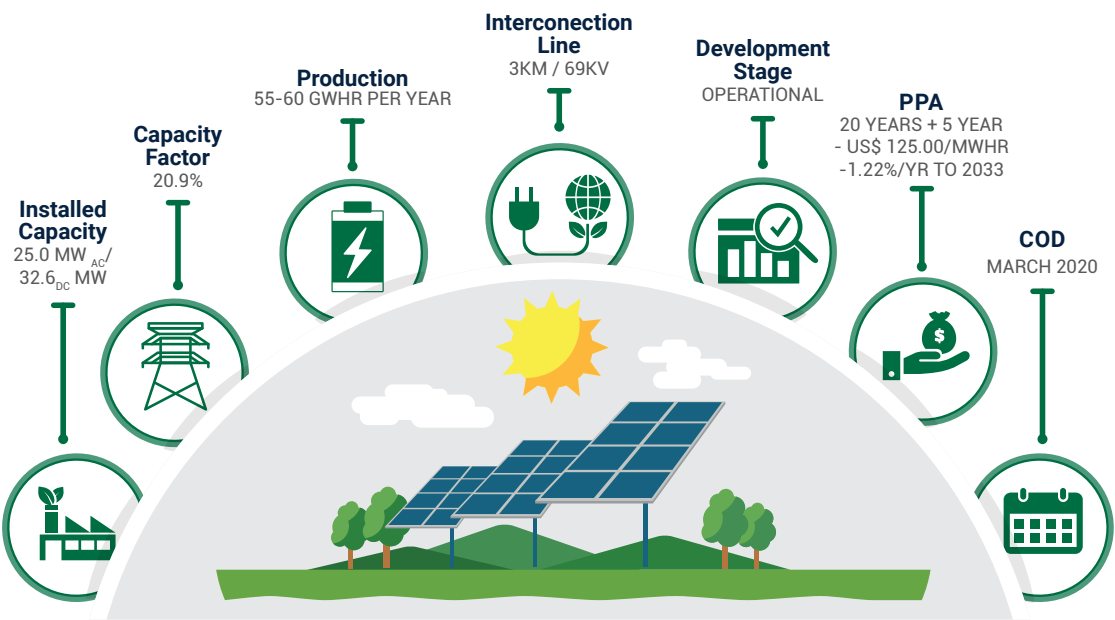 Installed
Capacity
25.0 MW AC/
32.6DC MW
Capacity
Factor
20.9%
Production
55-60 GWHR PER YEAR
Interconection
Line
3KM / 69KV
Development
Stage
OPERATIONAL
PPA
20 YEARS + 5 YEAR
- US$ 125.00/MWHR
-1.22%/YR TO 2033
$
COD
MARCH 2020